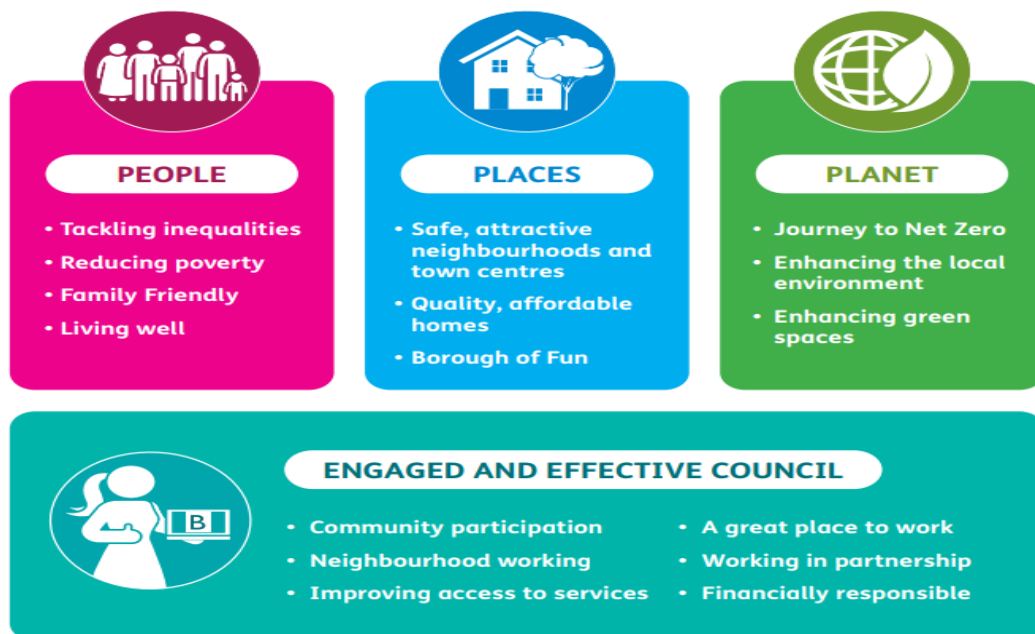 PEOPLE
• Tackling inequalities
• Reducing poverty
• Family Friendly
• Living well
PLACES
• Safe, attractive
neighbourhoods and
town centres
• Quality, affordable
homes
• Borough of Fun
PLANET
• Journey to Net Zero
• Enhancing the local
environment
• Enhancing green
spaces
B
ENGAGED AND EFFECTIVE COUNCIL
• Community participation
• Neighbourhood working
• Improving access to services
• A great place to work
• Working in partnership
• Financially responsible